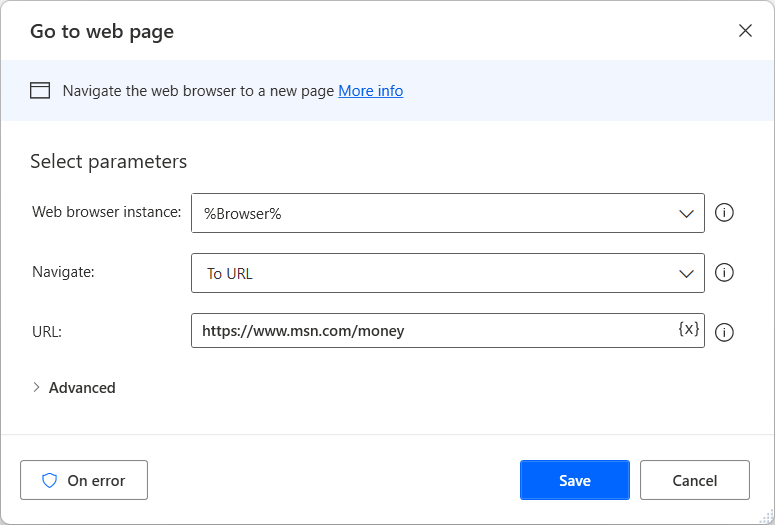 Go to web page
Navigate the web browser to a new page More info
Select parameters
Web browser instance: %Browser%
Navigate: To URL
URL: https://www.msn.com/money {x}
Advanced
On error Save Cancel